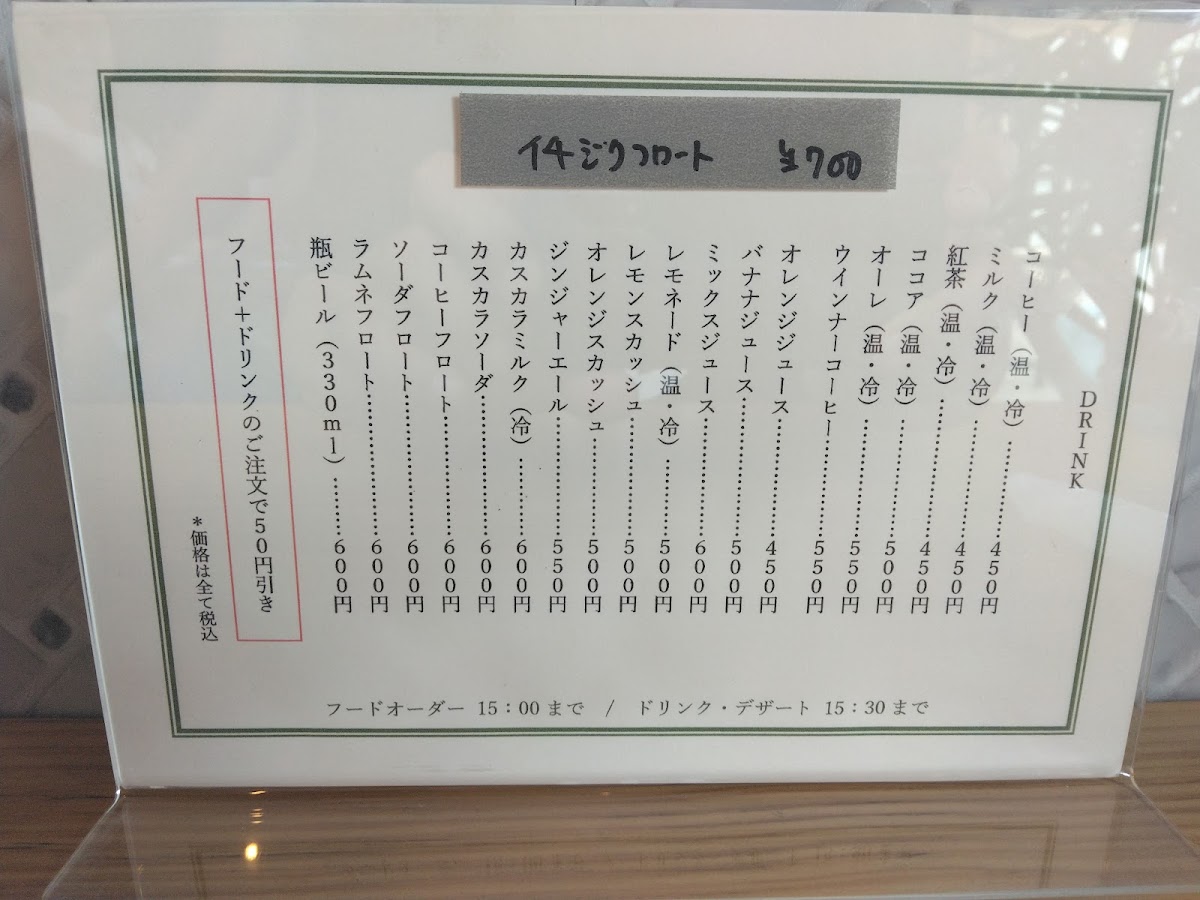 イチジクフロート ¥700
DRINK
コーヒー(温・冷)…………450円
ミルク(温・冷)…………450円
紅茶(温・冷)…………450円
ココア(温・冷)…………500円
オーレ(温・冷)…………550円
ウインナーコーヒー…………550円
オレンジジュース…………450円
バナナジュース…………500円
ミックスジュース…………600円
レモネード(温・冷)…………500円
レモンスカッシュ…………500円
オレンジスカッシュ…………500円
ジンジャーエール…………550円
カスカラミルク(冷)…………600円
カスカラソーダ…………600円
コーヒーフロート…………600円
ソーダフロート…………600円
ラムネフロート…………600円
瓶ビール(330ml)…………600円
フード+ドリンクのご注文で50円引き
*価格は全て税込
フードオーダー 15:00まで / ドリンク・デザート 15:30まで